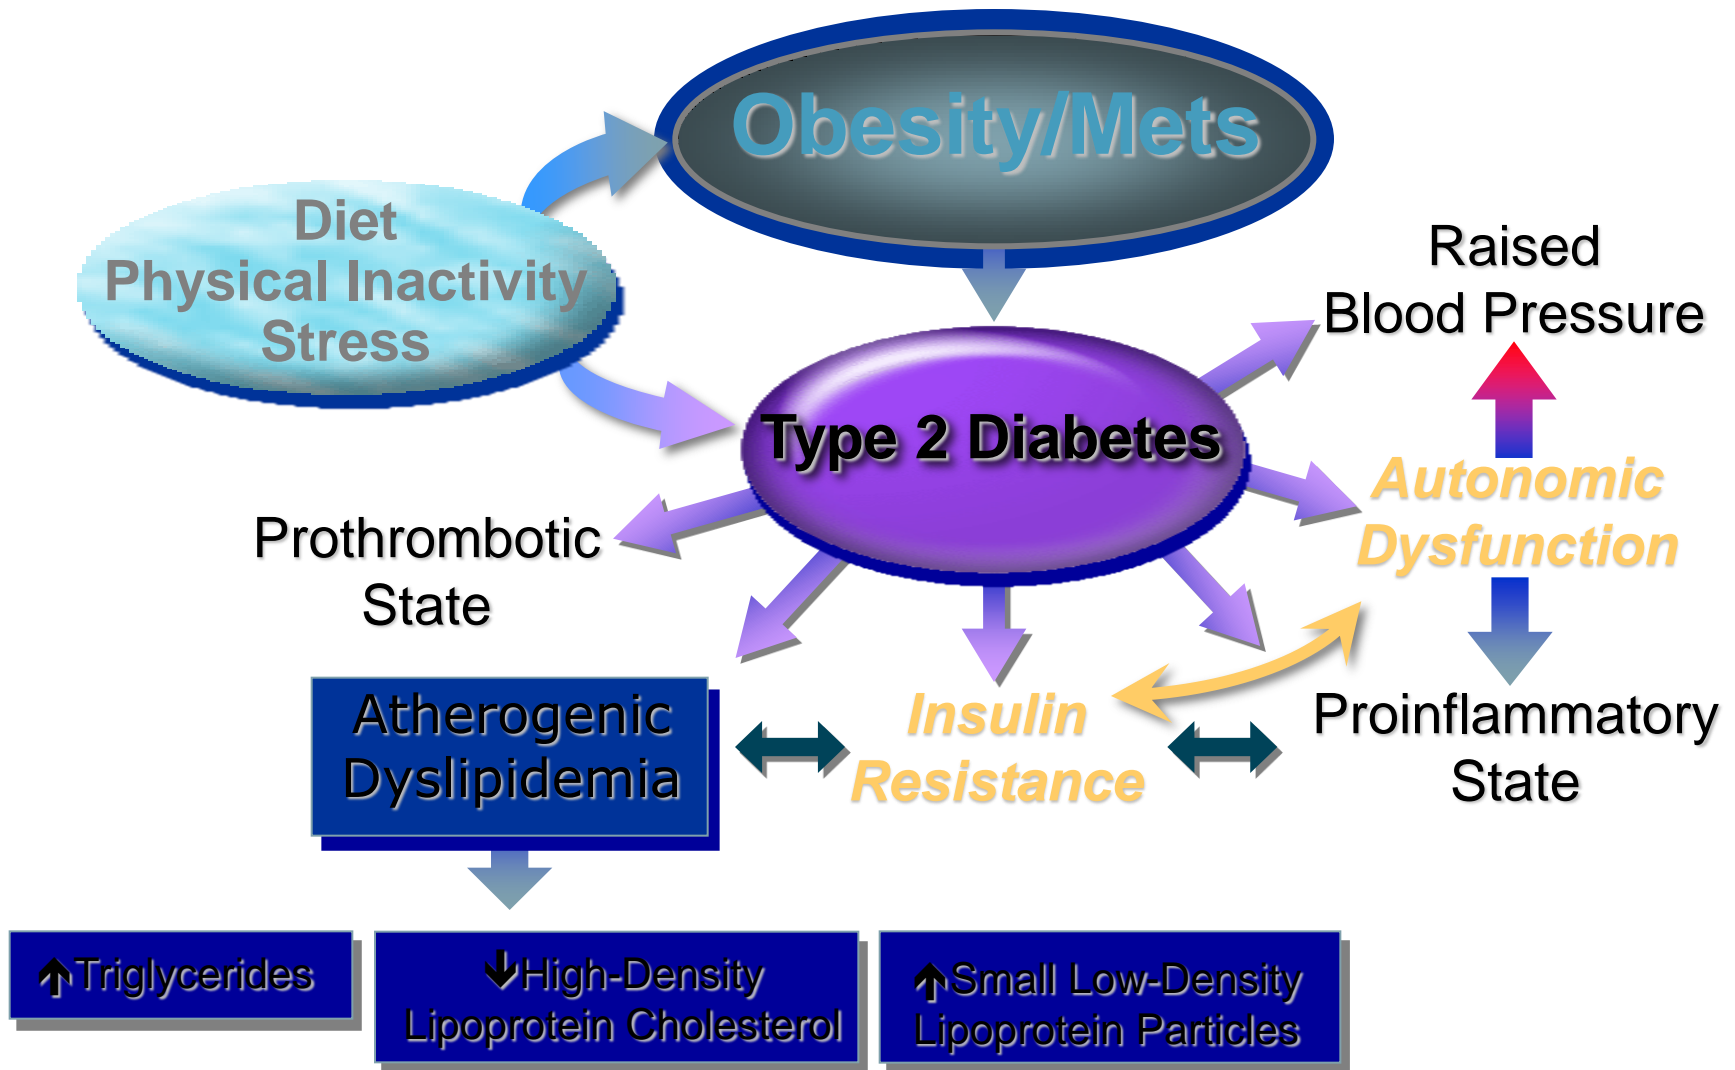 Obesity/Mets
Diet
Physical Inactivity
Stress
Raised
Blood Pressure
Type 2 Diabetes
Autonomic
Dysfunction
Prothrombotic
State
Atherogenic
Dyslipidemia
Insulin
Resistance
Proinflammatory
State
🡹Triglycerides
🡻High-Density
Lipoprotein Cholesterol
🡹Small Low-Density
Lipoprotein Particles